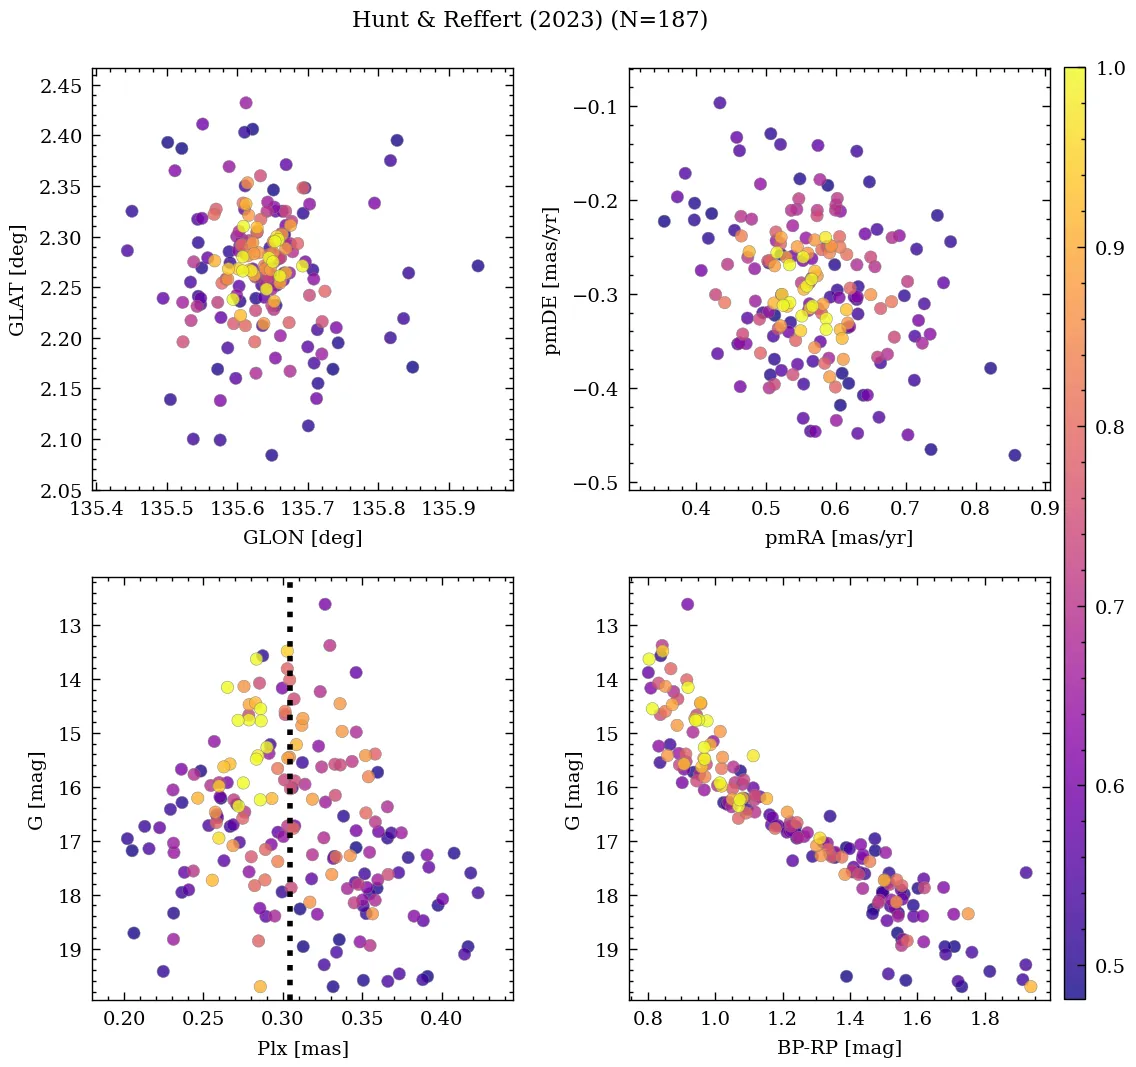 Hunt & Reffert (2023) (N=187)
2.45
2.40
2.35
2.30
2.25
2.20
2.15
2.10
2.05
GLAT [deg]
135.4 135.5 135.6 135.7 135.8 135.9
GLON [deg]
−0.1
−0.2
−0.3
−0.4
−0.5
pmDE [mas/yr]
0.4 0.5 0.6 0.7 0.8 0.9
pmRA [mas/yr]
13
14
15
16
17
18
19
G [mag]
0.20 0.25 0.30 0.35 0.40
Plx [mas]
13
14
15
16
17
18
19
G [mag]
0.8 1.0 1.2 1.4 1.6 1.8
BP-RP [mag]
1.0
0.9
0.8
0.7
0.6
0.5